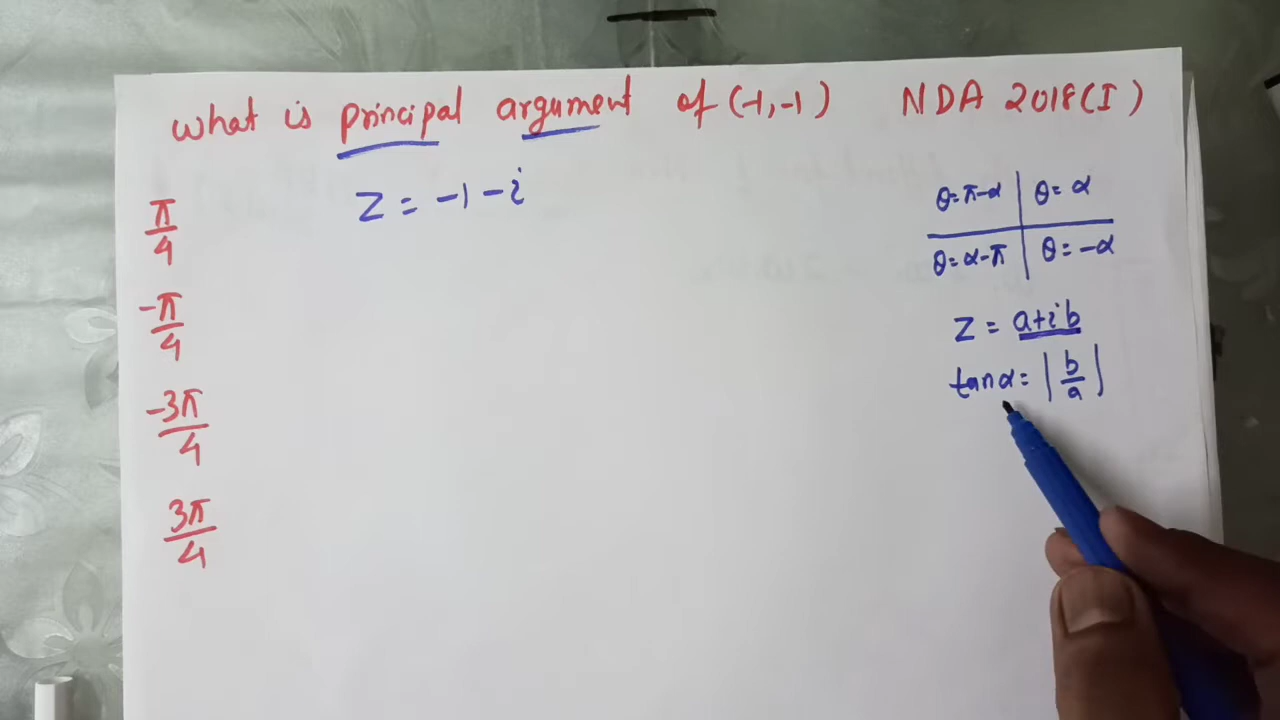 what is principal argument of (-1,-1) NDA 2018(I)
z = -1 - i
π/4
-π/4
-3π/4
3π/4
θ=π-α | θ=α
θ=α-π | θ=-α
z = a+ib
tanα = |b/a|